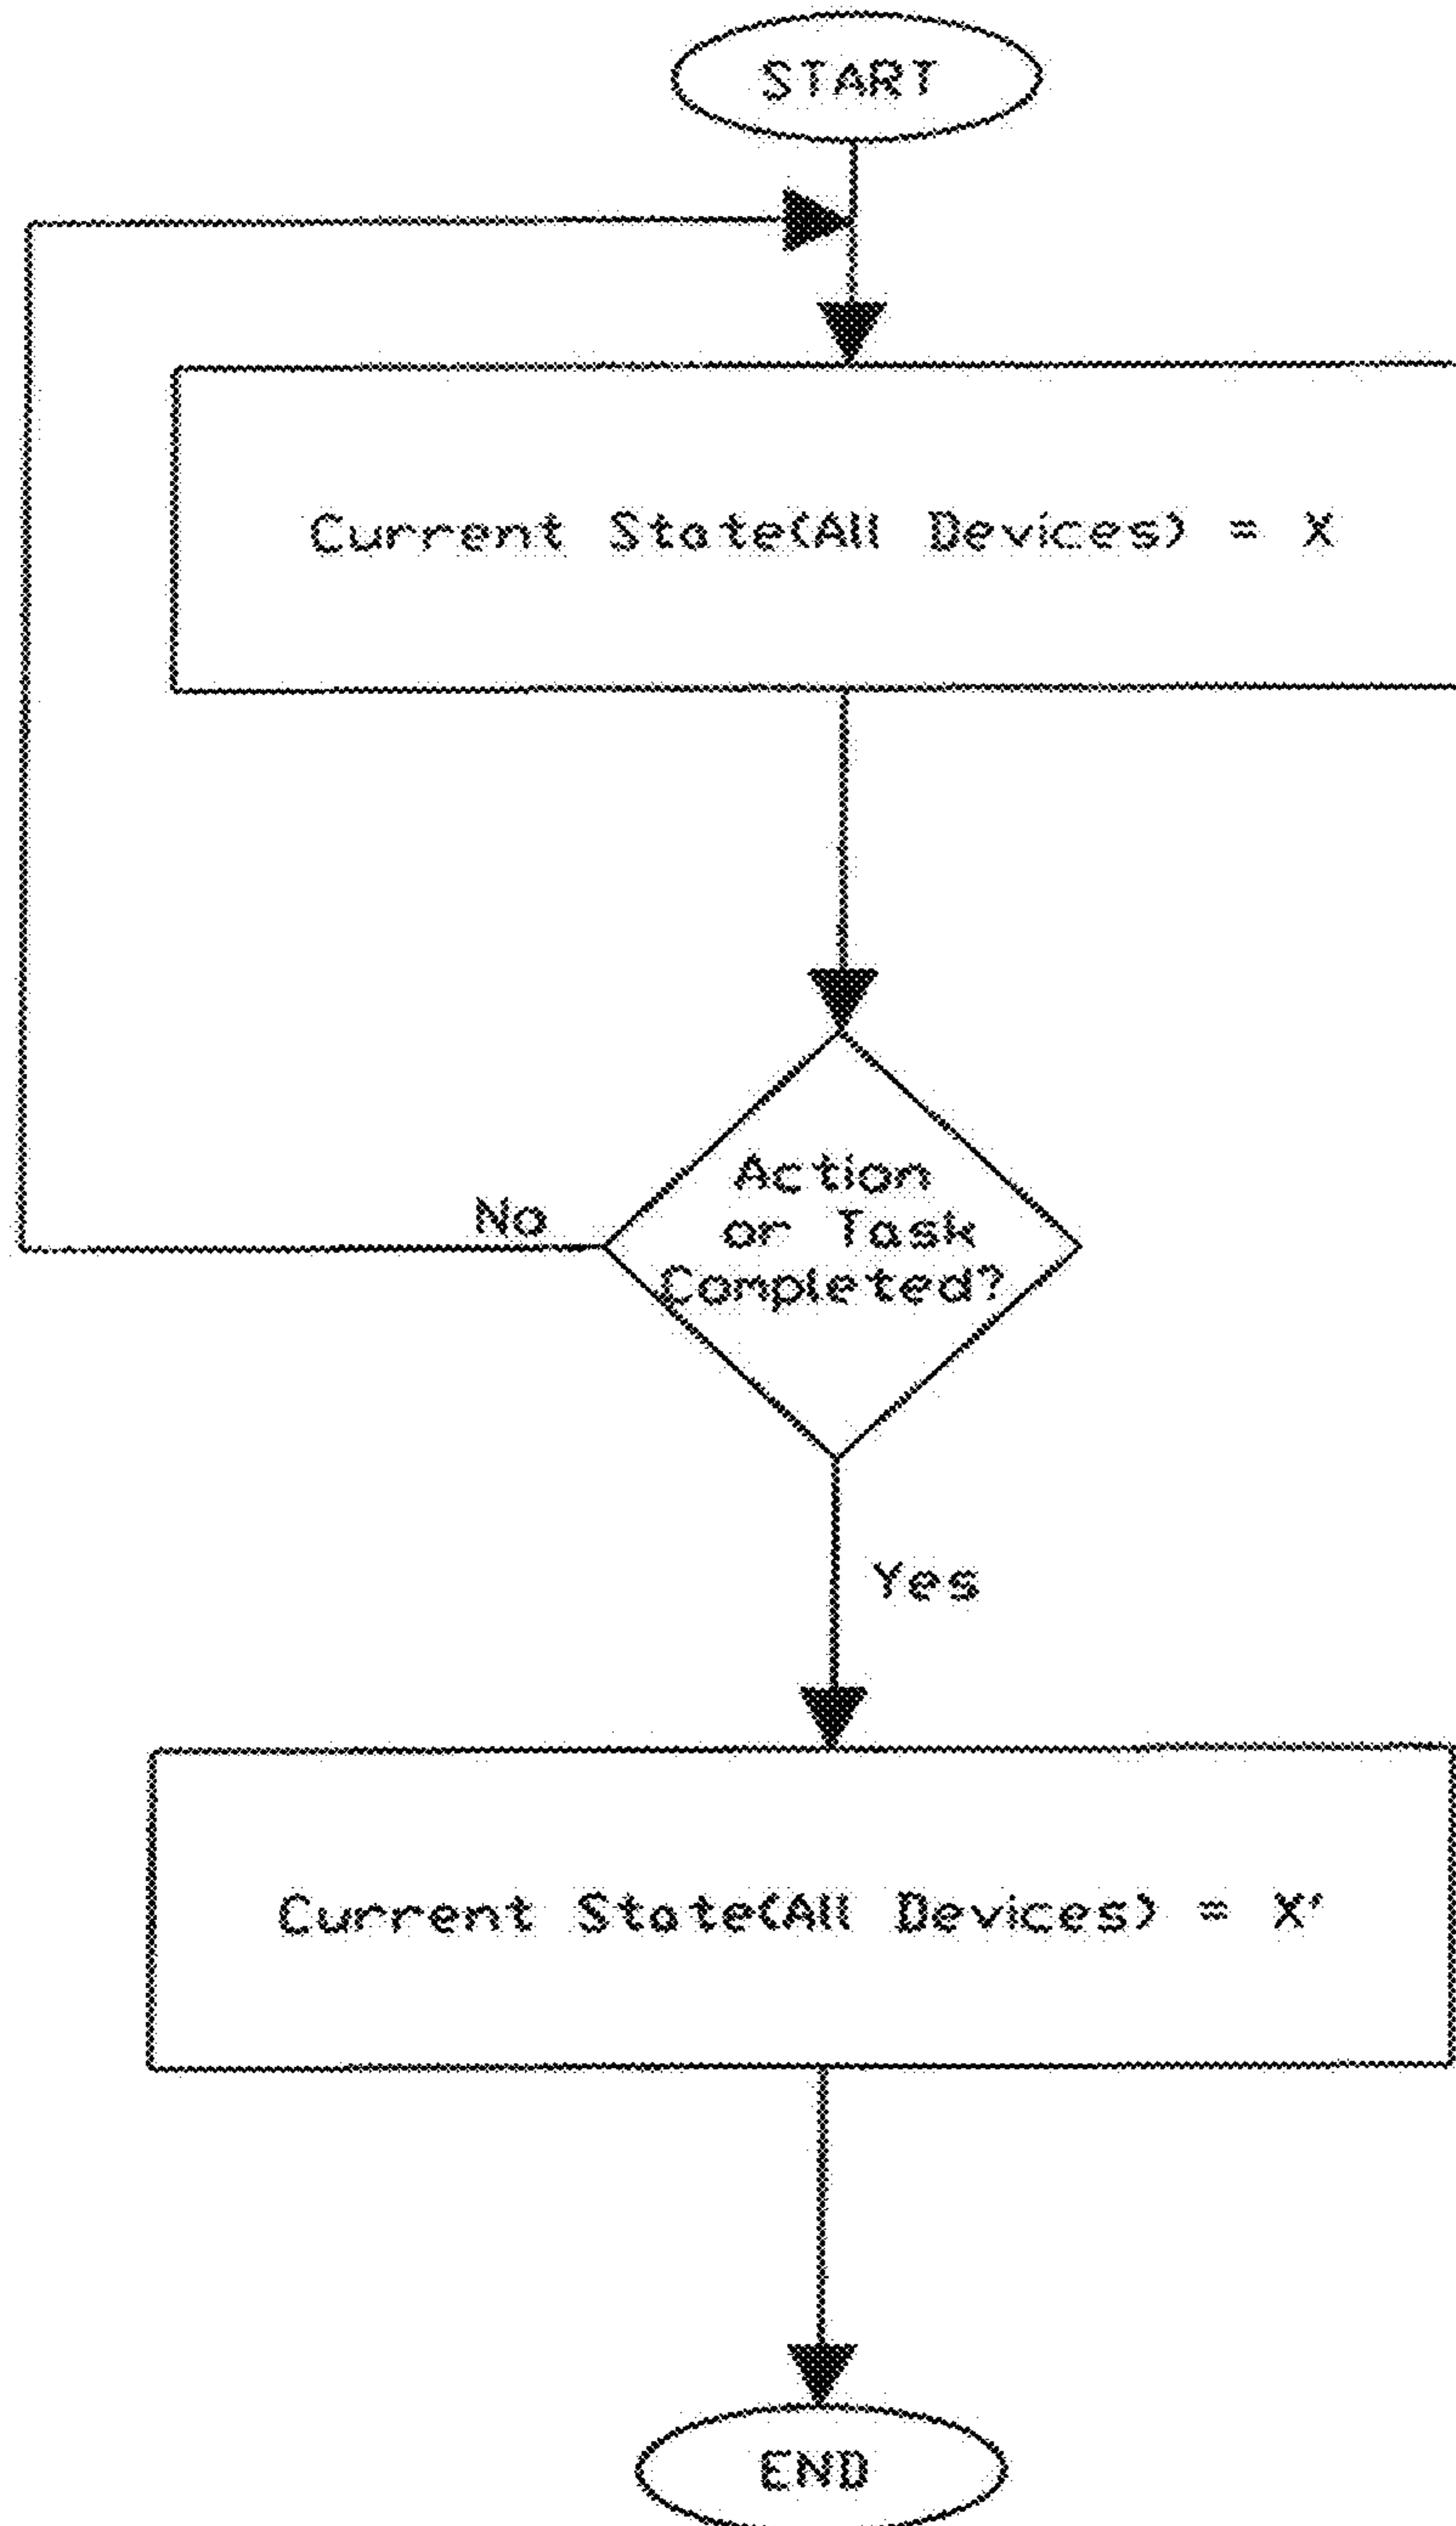 START
Current State(All Devices) = X
Action
or Task
Completed?
No
Yes
Current State(All Devices) = X'
END